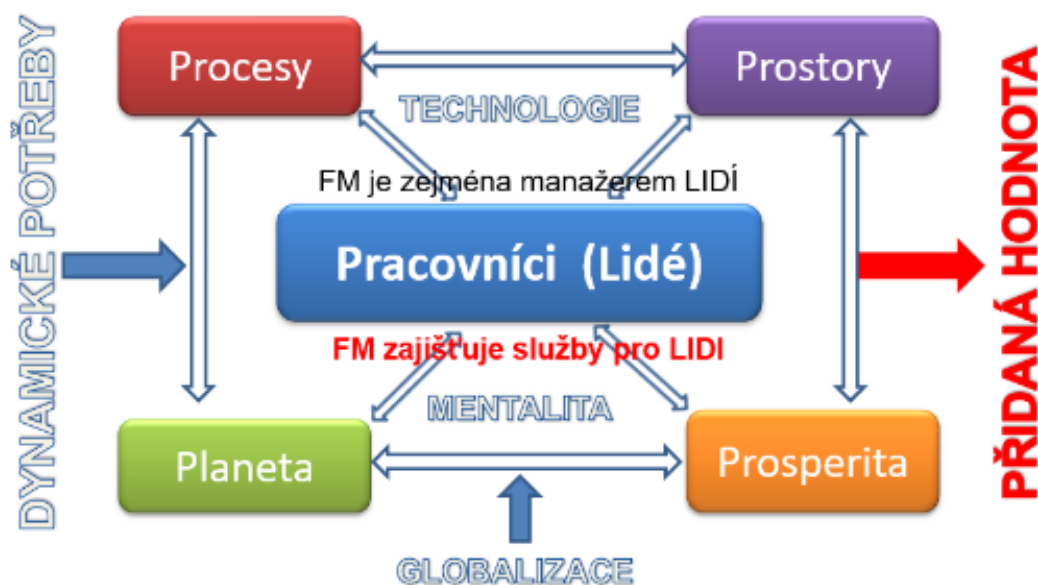 Procesy
Prostory
TECHNOLOGIE
FM je zejména manažerem LIDÍ
Pracovníci (Lidé)
FM zajišťuje služby pro LIDI
MENTALITA
Planeta
Prosperita
GLOBALIZACE
DYNAMICKÉ POTŘEBY
PŘIDANÁ HODNOTA